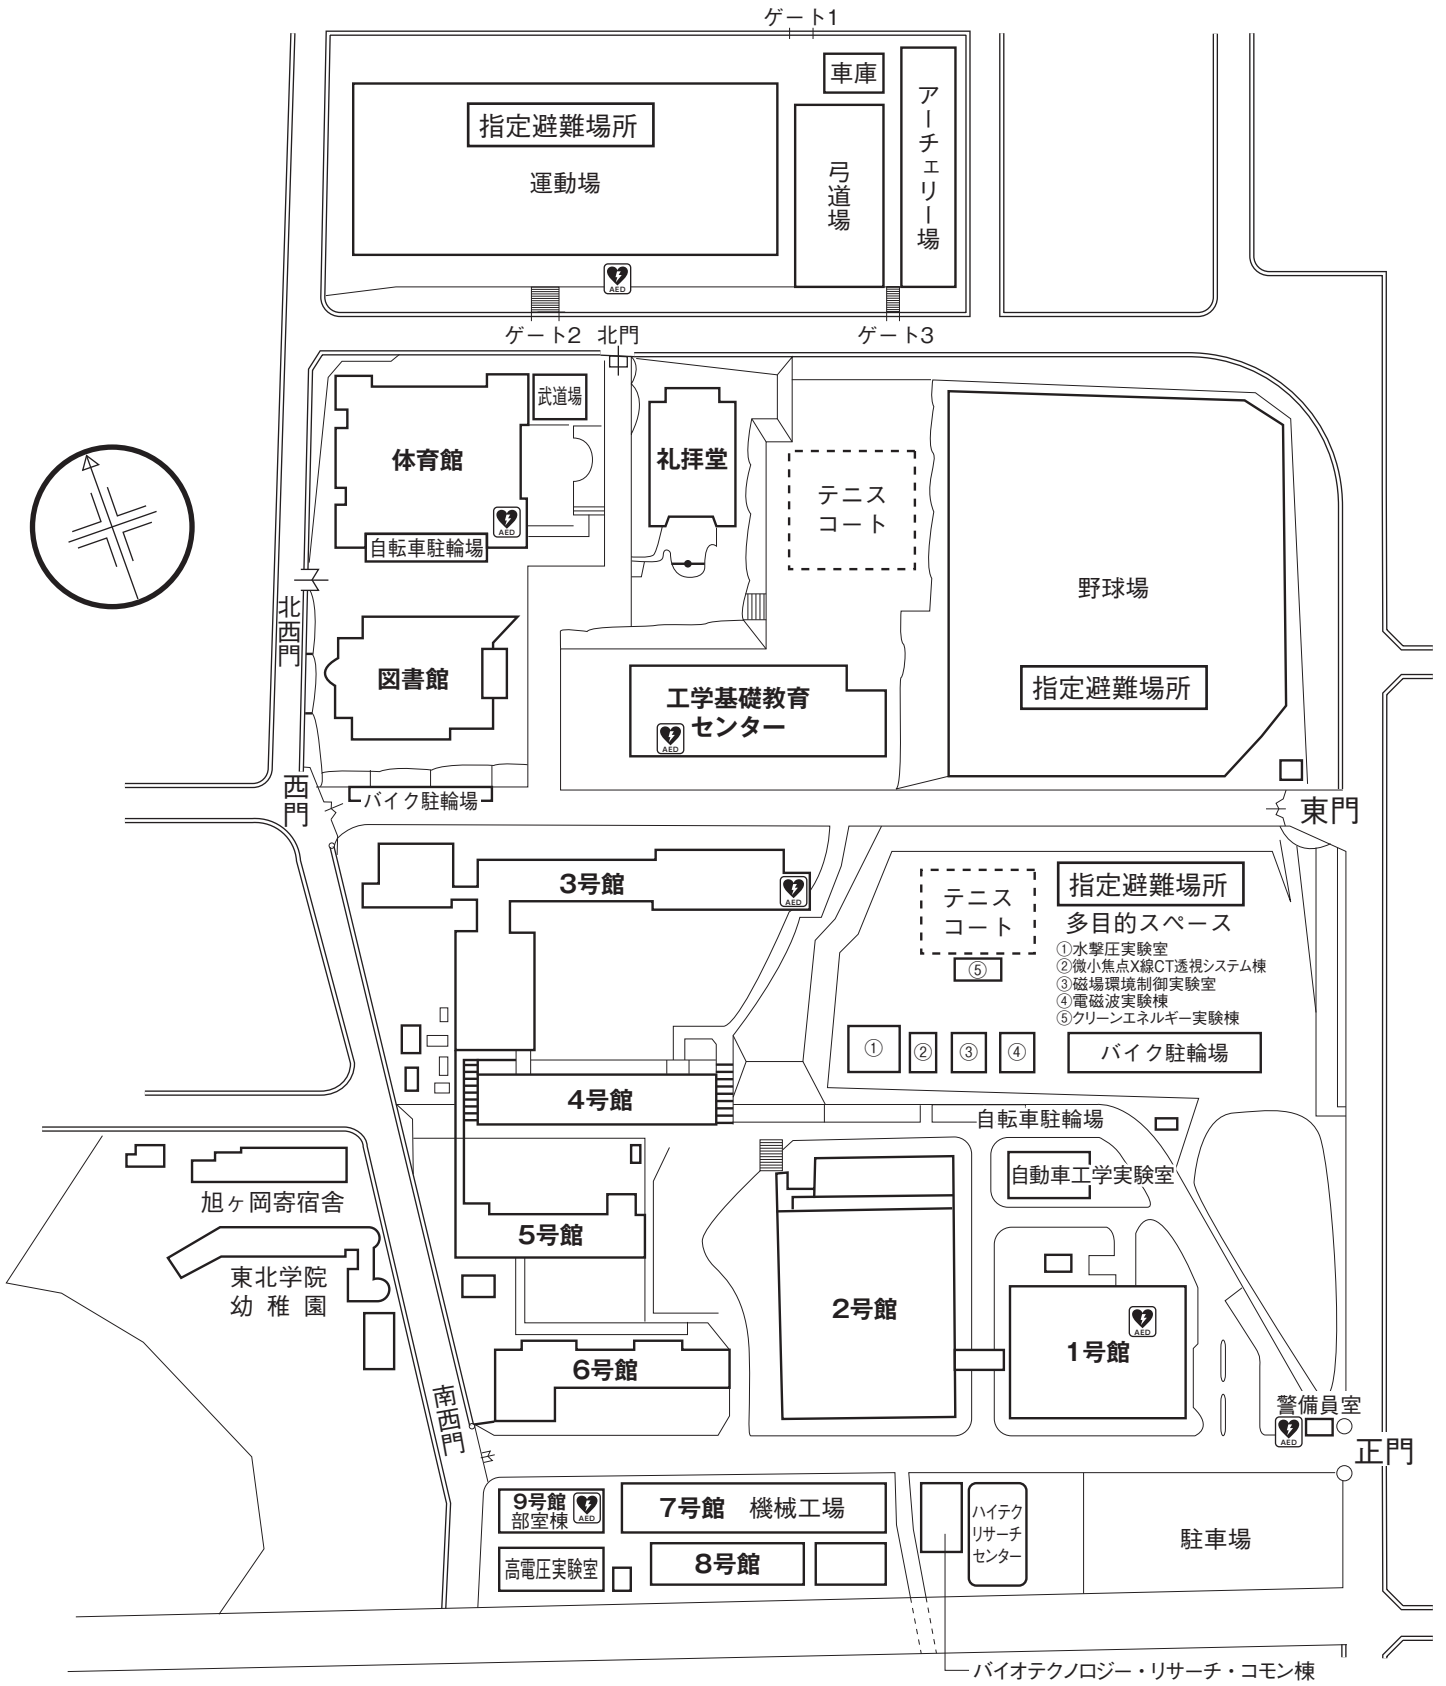 ゲート1
車庫
指定避難場所
運動場
弓道場
アーチェリー場
AED
ゲート2
北門
ゲート3
武道場
体育館
AED
自転車駐輪場
礼拝堂
テニス
コート
野球場
指定避難場所
北西門
図書館
工学基礎教育
センター
AED
西門
バイク駐輪場
東門
3号館
AED
テニス
コート
⑤
指定避難場所
多目的スペース
①水撃圧実験室
②微小焦点X線CT透視システム棟
③磁場環境制御実験室
④電磁波実験棟
⑤クリーンエネルギー実験棟
①
②
③
④
バイク駐輪場
4号館
自転車駐輪場
自動車工学実験室
旭ヶ岡寄宿舎
東北学院
幼稚園
5号館
2号館
1号館
AED
6号館
南西門
警備員室
AED
正門
9号館
部室棟
AED
7号館 機械工場
ハイテク
リサーチ
センター
駐車場
高電圧実験室
8号館
バイオテクノロジー・リサーチ・コモン棟